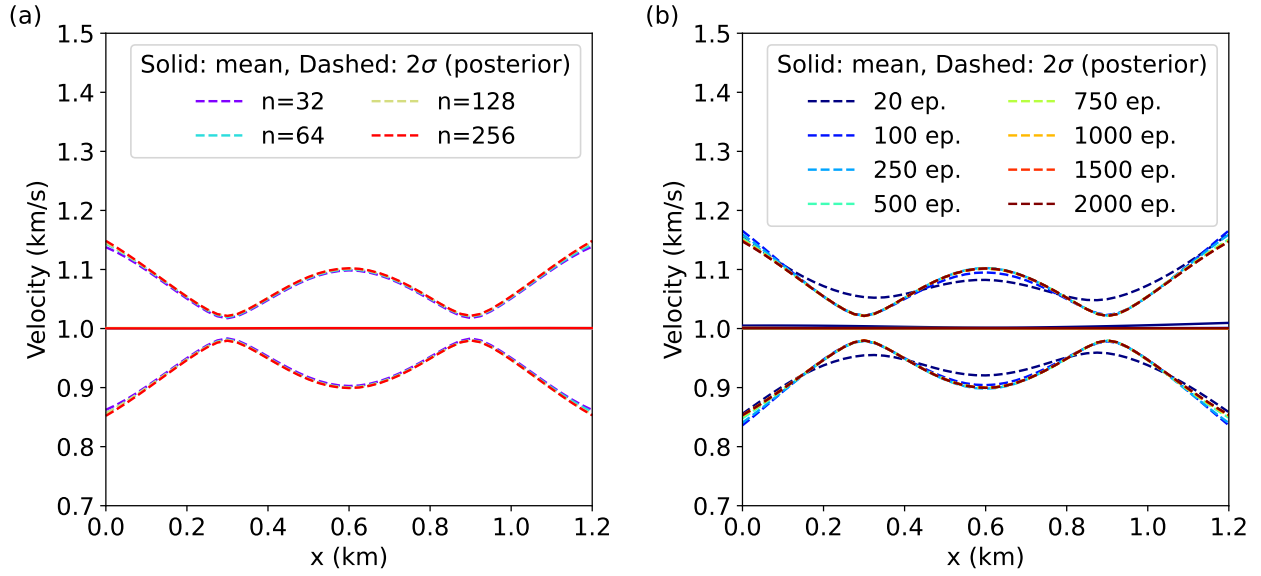 (a)
1.5
1.4
1.3
1.2
1.1
1.0
0.9
0.8
0.7
Velocity (km/s)
Solid: mean, Dashed: 2σ (posterior)
n=32
n=64
n=128
n=256
0.0 0.2 0.4 0.6 0.8 1.0 1.2
x (km)
(b)
1.5
1.4
1.3
1.2
1.1
1.0
0.9
0.8
0.7
Velocity (km/s)
Solid: mean, Dashed: 2σ (posterior)
20 ep.
100 ep.
250 ep.
500 ep.
750 ep.
1000 ep.
1500 ep.
2000 ep.
0.0 0.2 0.4 0.6 0.8 1.0 1.2
x (km)